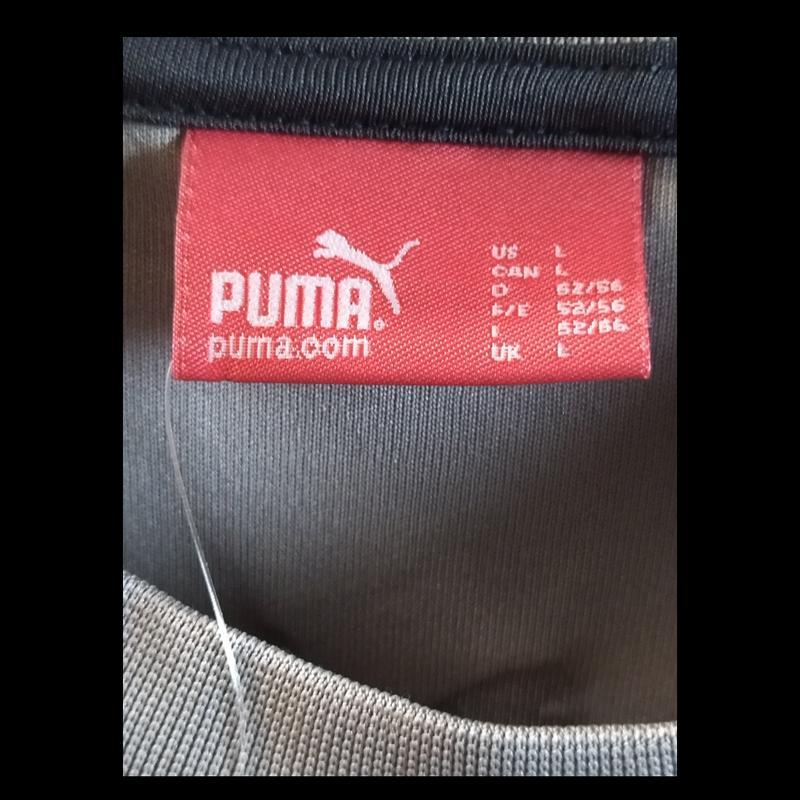 PUMA®
puma.com
US L
CAN L
D 52/56
F/E 52/56
I 52/56
UK L